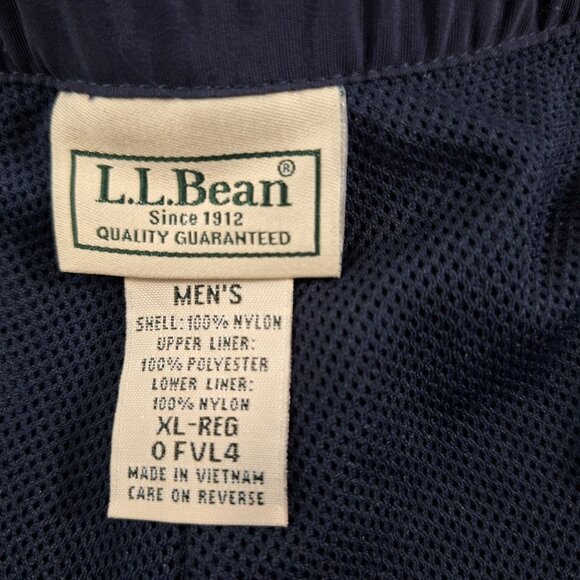 L.L.Bean®
Since 1912
QUALITY GUARANTEED
MEN'S
SHELL: 100% NYLON
UPPER LINER:
100% POLYESTER
LOWER LINER:
100% NYLON
XL-REG
0 FVL4
MADE IN VIETNAM
CARE ON REVERSE